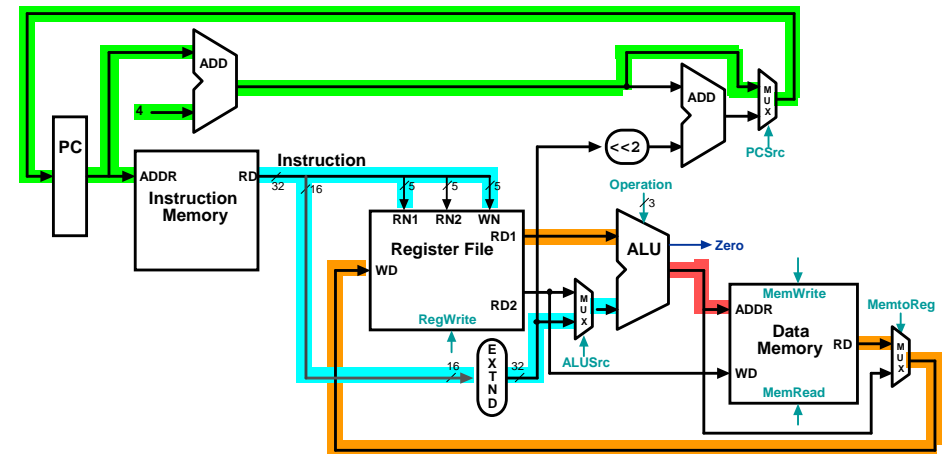 ADD
4
PC
ADD
M
U
X
PCSrc
<<2
Instruction
ADDR
RD
32
16
5
5
5
Instruction
Memory
Operation
3
RN1
RN2
WN
RD1
Register File
WD
ALU
Zero
RD2
RegWrite
M
U
X
ALUSrc
16
E
X
T
N
D
32
MemWrite
ADDR
Data
Memory
RD
WD
MemRead
MemtoReg
M
U
X